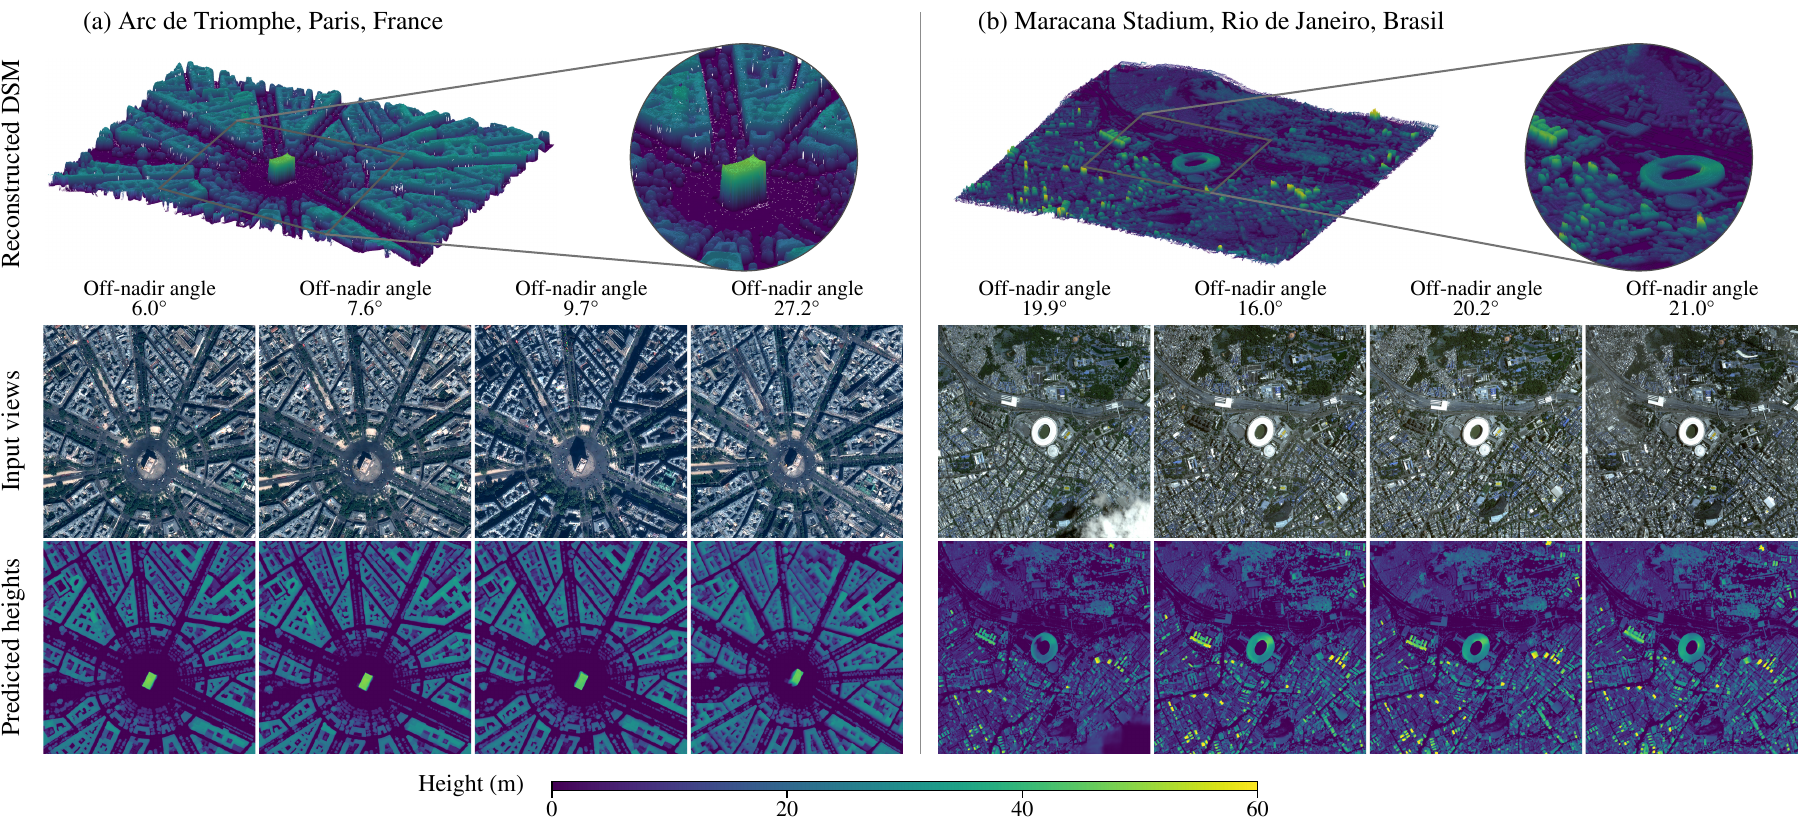 (a) Arc de Triomphe, Paris, France
(b) Maracana Stadium, Rio de Janeiro, Brasil
Reconstructed DSM
Off-nadir angle 6.0°
Off-nadir angle 7.6°
Off-nadir angle 9.7°
Off-nadir angle 27.2°
Off-nadir angle 19.9°
Off-nadir angle 16.0°
Off-nadir angle 20.2°
Off-nadir angle 21.0°
Input views
Predicted heights
Height (m)
0 20 40 60